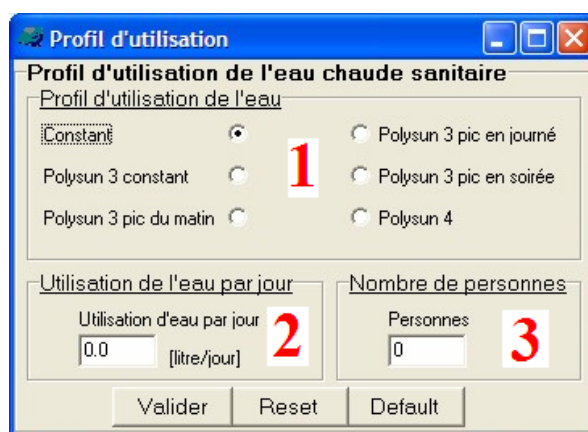 Profil d'utilisation
Profil d'utilisation de l'eau chaude sanitaire
Profil d'utilisation de l'eau
Constant
Polysun 3 pic en journé
1
Polysun 3 constant
Polysun 3 pic en soirée
Polysun 3 pic du matin
Polysun 4
Utilisation de l'eau par jour
Utilisation d'eau par jour
0.0
[litre/jour]
2
Nombre de personnes
Personnes
0
3
Valider
Reset
Default